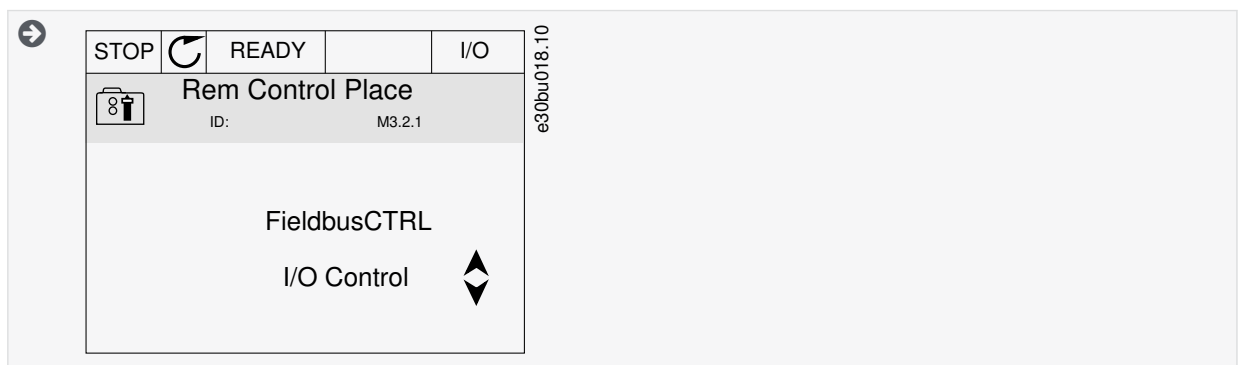 STOP READY I/O
Rem Control Place
ID: M3.2.1
FieldbusCTRL
I/O Control
e30bu018.10